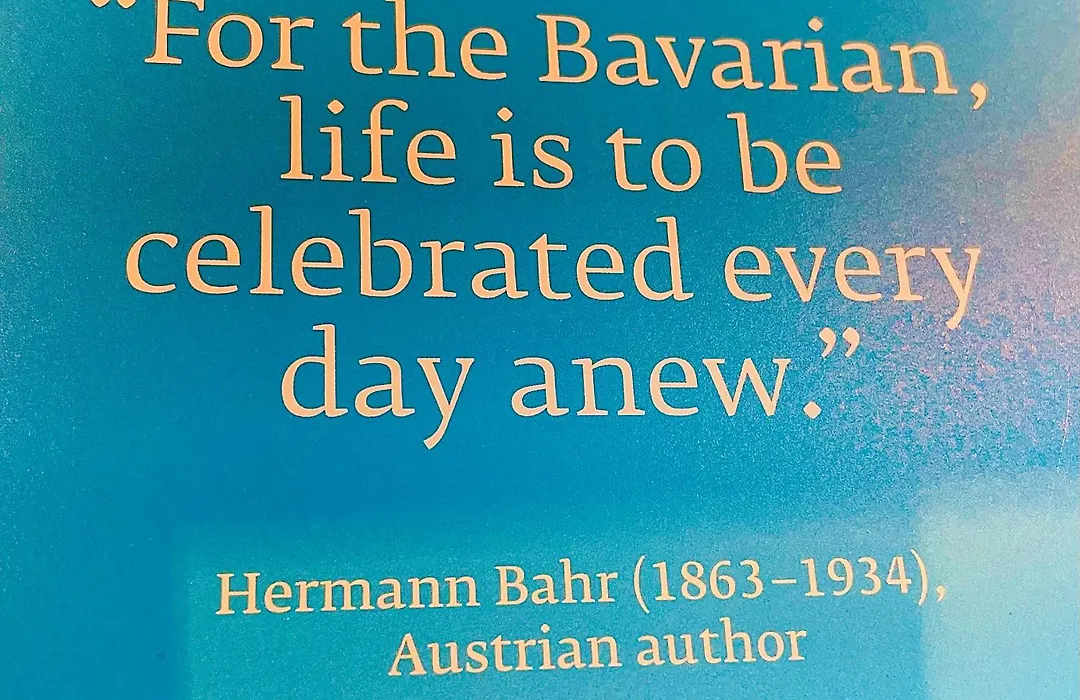 “For the Bavarian,
life is to be
celebrated every
day anew.”
Hermann Bahr (1863–1934),
Austrian author